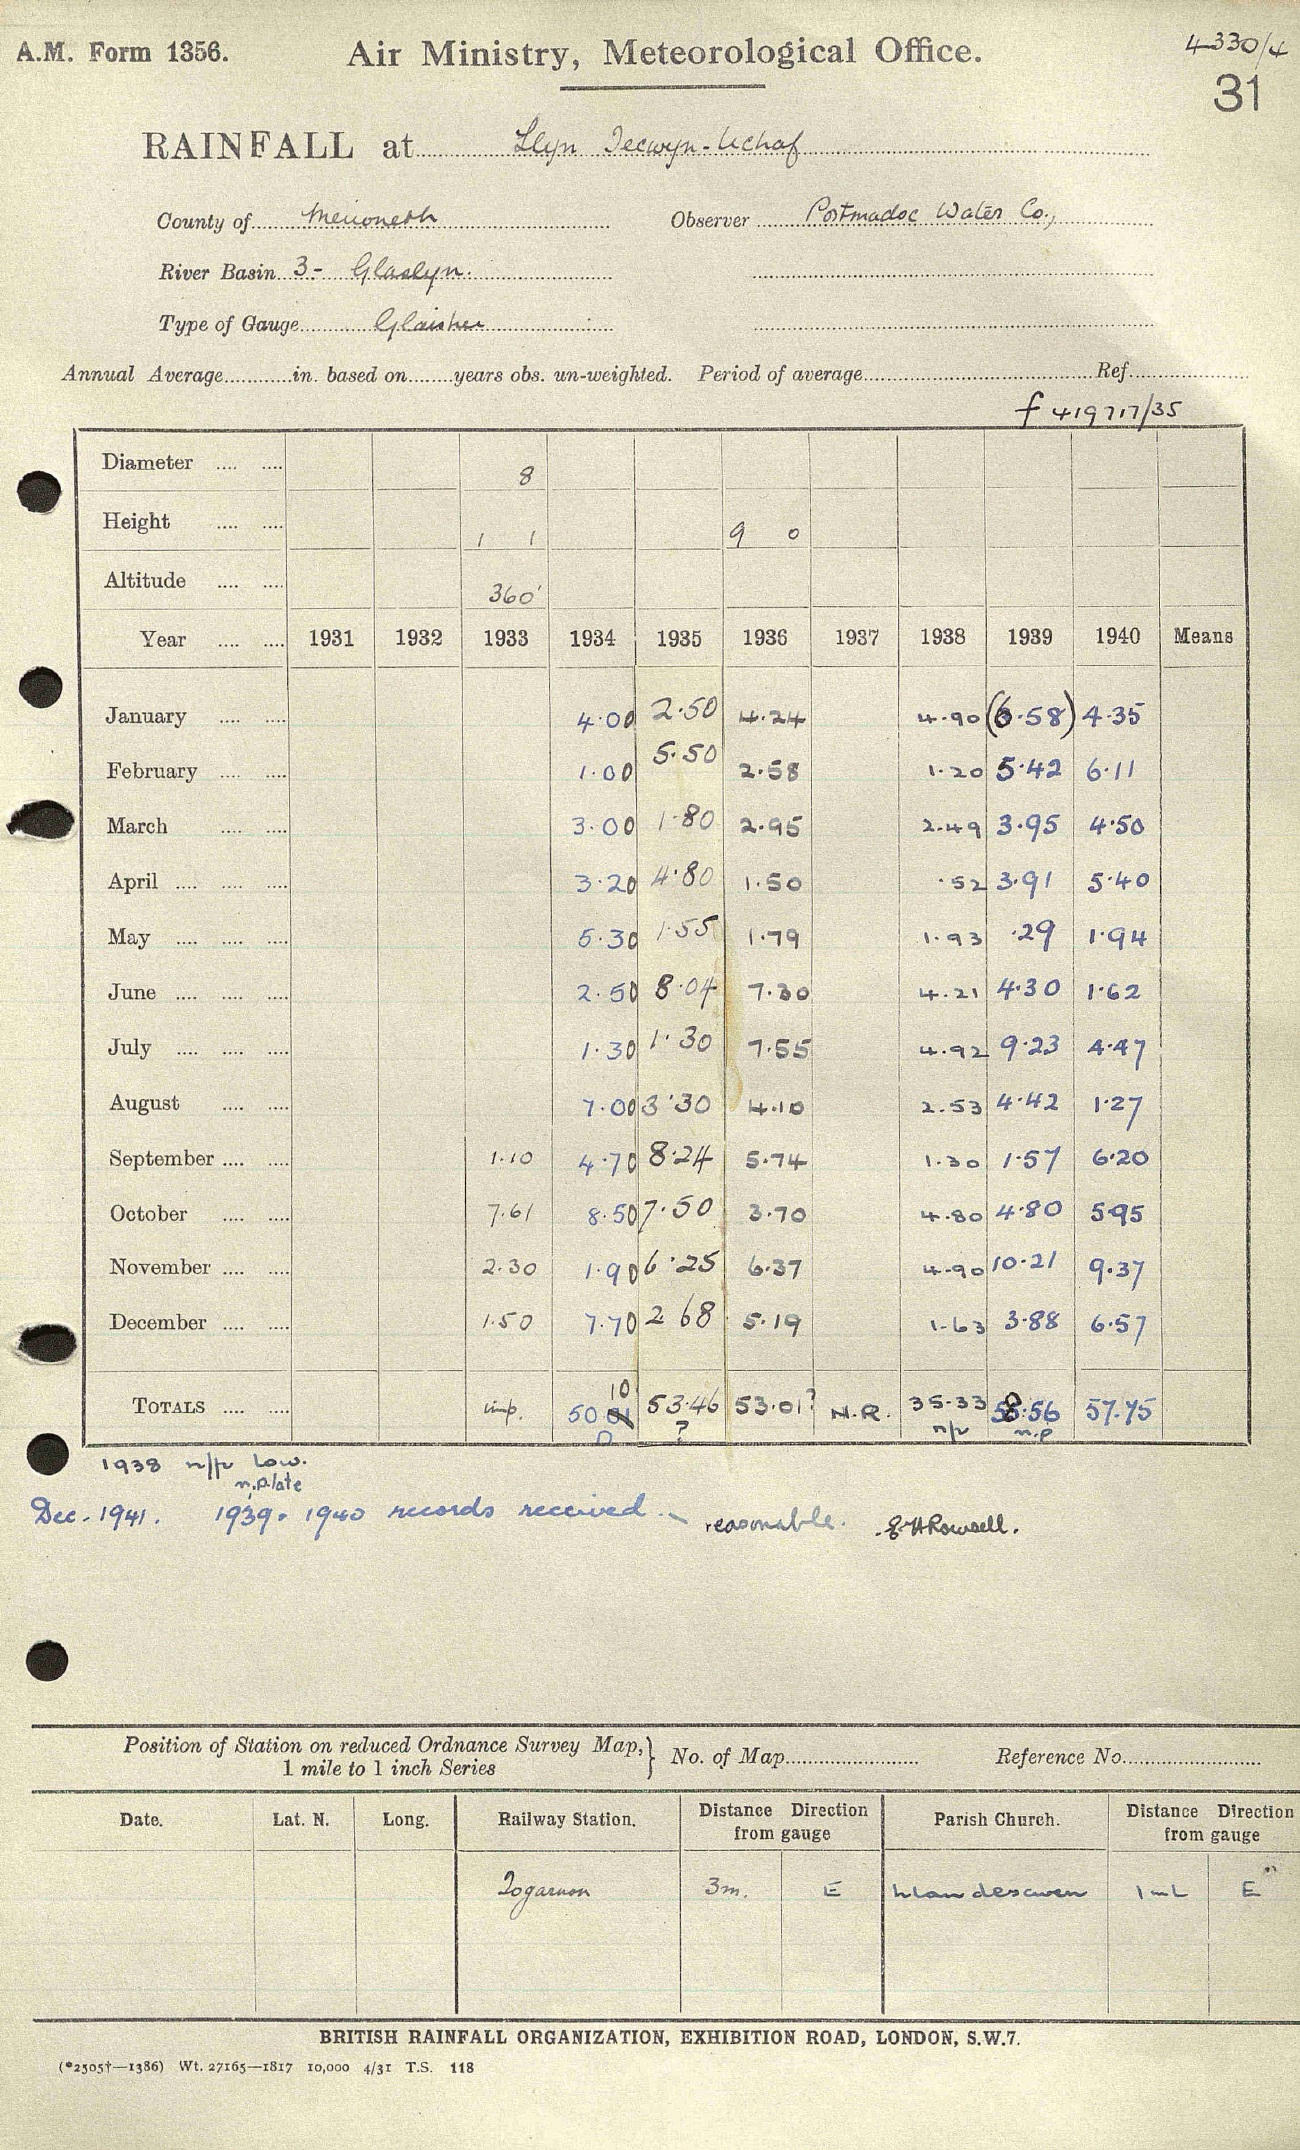 A.M. Form 1356. Air Ministry, Meteorological Office. 4330/4
31
RAINFALL at Llyn Tecwyn-Uchaf
County of Merioneth Observer Portmadoc Water Co.,
River Basin 3- Glaslyn.
Type of Gauge Glaisher
Annual Average in. based on years obs. un-weighted. Period of average Ref.
f 419717/35
Diameter 8
Height 1 1 9 0
Altitude 360'
Year 1931 1932 1933 1934 1935 1936 1937 1938 1939 1940 Means
January 4.00 2.50 4.24 4.90 (6.58) 4.35
February 1.00 5.50 2.58 1.20 5.42 6.11
March 3.00 1.80 2.95 2.49 3.95 4.50
April 3.20 4.80 1.50 .52 3.91 5.40
May 5.30 1.55 1.79 1.93 .29 1.94
June 2.50 8.04 7.30 4.21 4.30 1.62
July 1.30 1.30 7.55 4.92 9.23 4.47
August 7.00 3.30 4.10 2.53 4.42 1.27
September 1.10 4.70 8.24 5.74 1.30 1.57 6.20
October 7.61 8.50 7.50 3.70 4.80 4.80 5.95
November 2.30 1.90 6.25 6.37 4.90 10.21 9.37
December 1.50 7.70 2.68 5.19 1.63 3.88 6.57
TOTALS imp. 50.10 53.46 ? 53.01? N.R. 35.33 n/p 58.56 n.p 57.75
1938 n/p low.
n.p. late
Dec. 1941. 1939. 1940 records received - reasonable. E.H.Rowsell.
Position of Station on reduced Ordnance Survey Map, } No. of Map Reference No.
1 mile to 1 inch Series
Date. Lat. N. Long. Railway Station. Distance Direction from gauge Parish Church. Distance Direction from gauge
3m. E Llandescwen 1 ml E"
BRITISH RAINFALL ORGANIZATION, EXHIBITION ROAD, LONDON, S.W.7.
(*2505†—1386) Wt. 27165—1817 10,000 4/31 T.S. 118